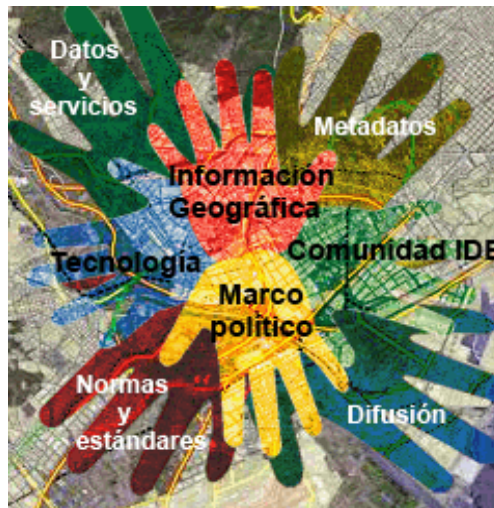 Datos
y
servicios
Metadatos
Información
Geográfica
Tecnología
Comunidad IDE
Marco
político
Normas
y
estándares
Difusión